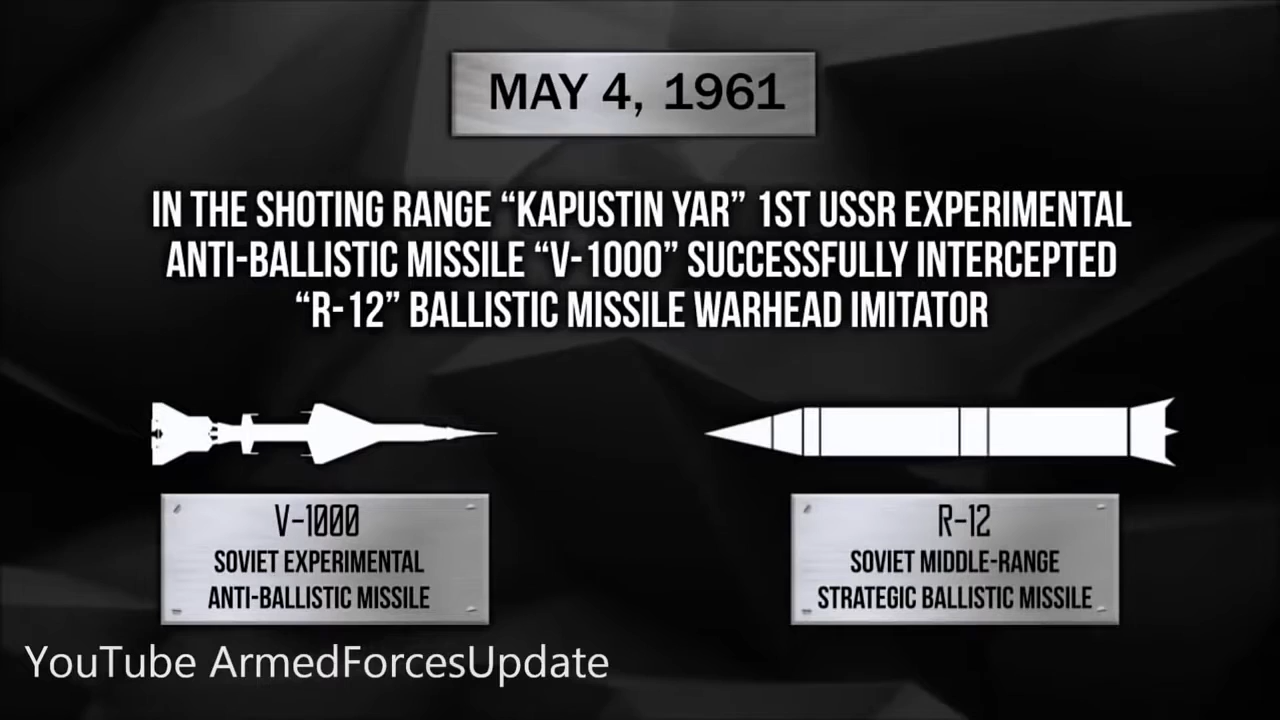 MAY 4, 1961
IN THE SHOTING RANGE “KAPUSTIN YAR” 1ST USSR EXPERIMENTAL
ANTI-BALLISTIC MISSILE “V-1000” SUCCESSFULLY INTERCEPTED
“R-12” BALLISTIC MISSILE WARHEAD IMITATOR
V-1000
SOVIET EXPERIMENTAL
ANTI-BALLISTIC MISSILE
R-12
SOVIET MIDDLE-RANGE
STRATEGIC BALLISTIC MISSILE
YouTube ArmedForcesUpdate